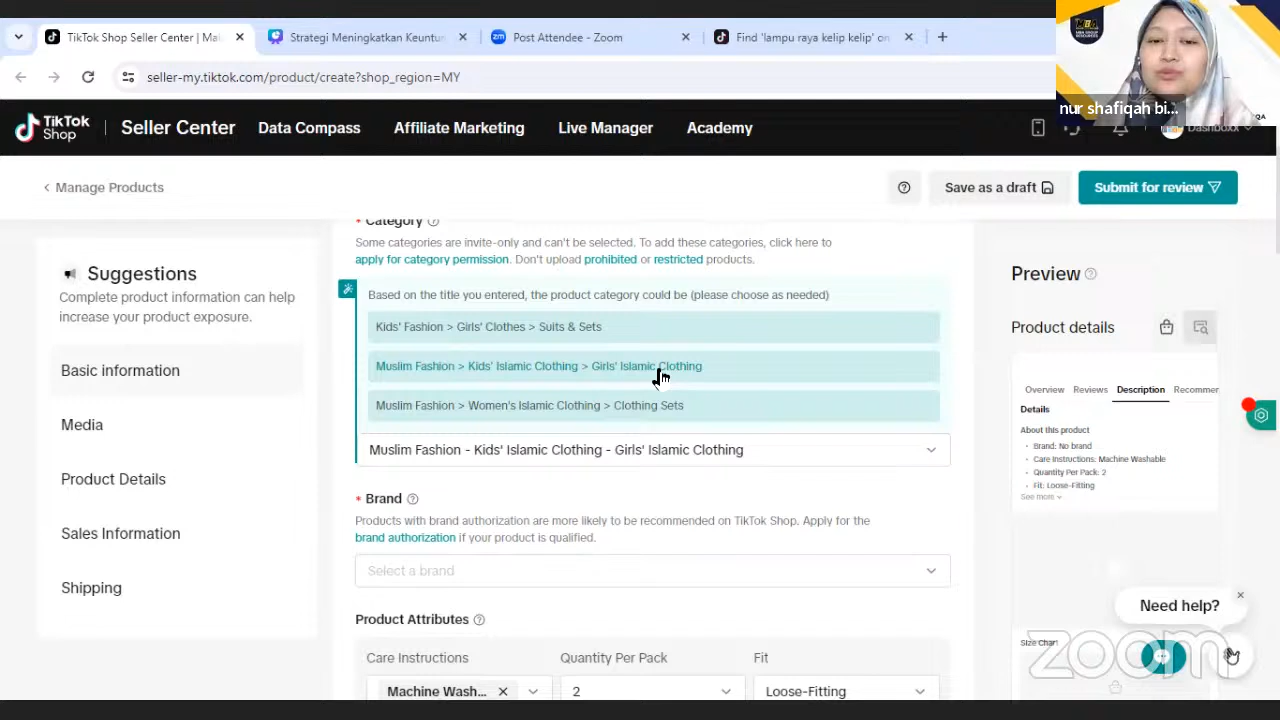 TikTok Shop Seller Center | Mal
Strategi Meningkatkan Keuntu
Post Attendee - Zoom
Find 'lampu raya kelip kelip' on
seller-my.tiktok.com/product/create?shop_region=MY
nur shafiqah bi...
TikTok Shop
Seller Center
Data Compass
Affiliate Marketing
Live Manager
Academy
Manage Products
Save as a draft
Submit for review
Suggestions
Complete product information can help
increase your product exposure.
Basic information
Media
Product Details
Sales Information
Shipping
* Category
Some categories are invite-only and can't be selected. To add these categories, click here to
apply for category permission. Don't upload prohibited or restricted products.
Based on the title you entered, the product category could be (please choose as needed)
Kids' Fashion > Girls' Clothes > Suits & Sets
Muslim Fashion > Kids' Islamic Clothing > Girls' Islamic Clothing
Muslim Fashion > Women's Islamic Clothing > Clothing Sets
Muslim Fashion - Kids' Islamic Clothing - Girls' Islamic Clothing
* Brand
Products with brand authorization are more likely to be recommended on TikTok Shop. Apply for the
brand authorization if your product is qualified.
Select a brand
Product Attributes
Care Instructions
Quantity Per Pack
Fit
Machine Wash...
2
Loose-Fitting
Preview
Product details
Overview
Reviews
Description
Recommer
Details
About this product
Brand: No brand
Care Instructions: Machine Washable
Quantity Per Pack: 2
Fit: Loose-Fitting
See more
Need help?
Size Chart
zoom